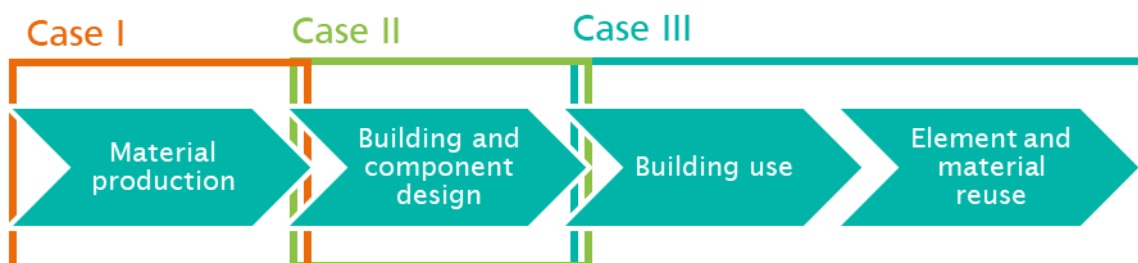 Case I
Case II
Case III
Material
production
Building and
component
design
Building use
Element and
material
reuse